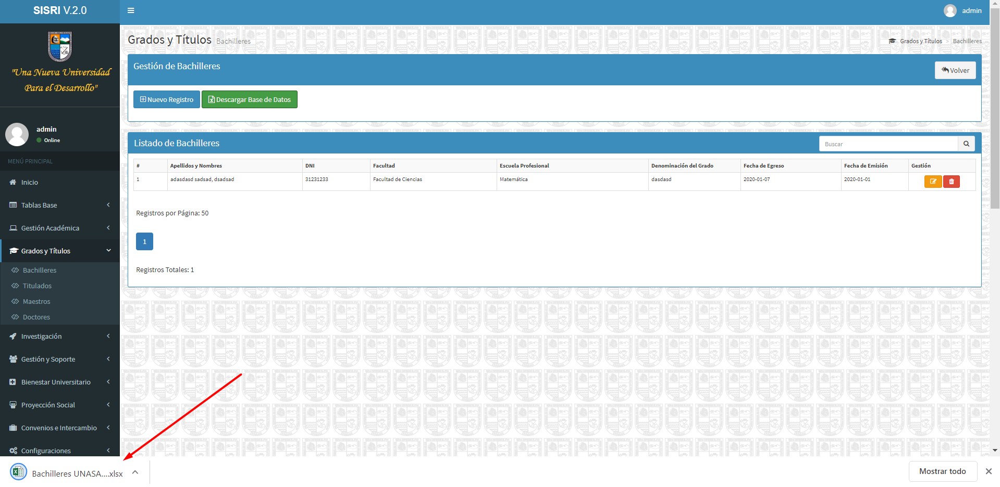 SISRI V.2.0
admin
"Una Nueva Universidad
Para el Desarrollo"
admin
Online
MENÚ PRINCIPAL
Inicio
Tablas Base
Gestión Académica
Grados y Títulos
Bachilleres
Titulados
Maestros
Doctores
Investigación
Gestión y Soporte
Bienestar Universitario
Proyección Social
Convenios e Intercambio
Configuraciones
Grados y Títulos Bachilleres
Grados y Títulos > Bachilleres
Gestión de Bachilleres
Volver
Nuevo Registro Descargar Base de Datos
Listado de Bachilleres
Buscar
# Apellidos y Nombres DNI Facultad Escuela Profesional Denominación del Grado Fecha de Egreso Fecha de Emisión Gestión
1 adasdasd sadsad, dsadsad 31231233 Facultad de Ciencias Matemática dasdasd 2020-01-07 2020-01-01
Registros por Página: 50
1
Registros Totales: 1
Bachilleres UNASA....xlsx
Mostrar todo